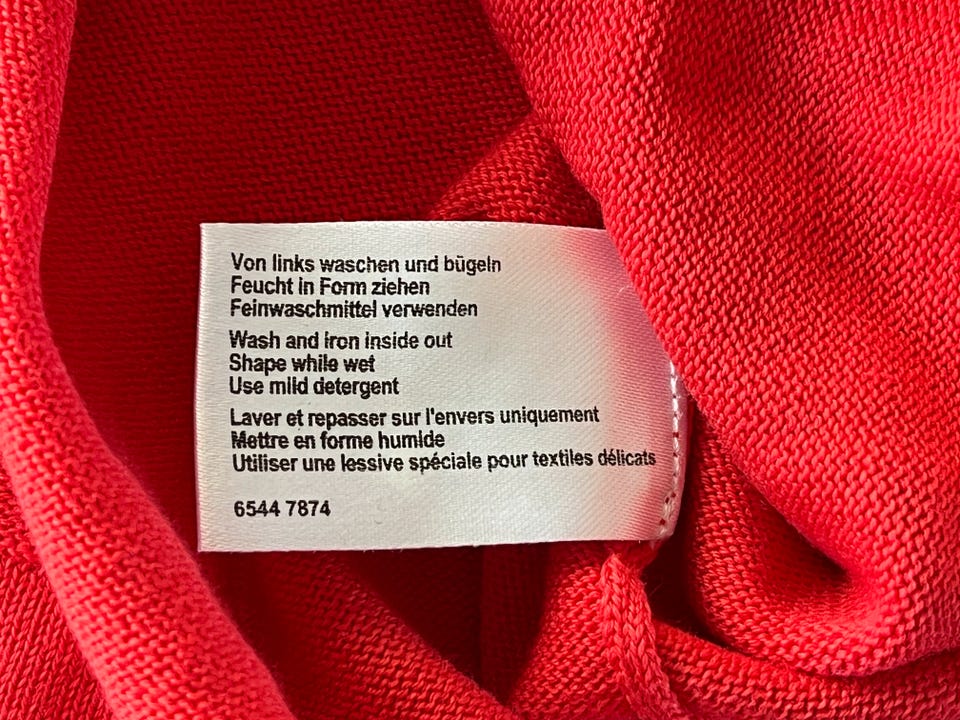 Von links waschen und bügeln
Feucht in Form ziehen
Feinwaschmittel verwenden
Wash and iron inside out
Shape while wet
Use mild detergent
Laver et repasser sur l'envers uniquement
Mettre en forme humide
Utiliser une lessive spéciale pour textiles délicats
6544 7874